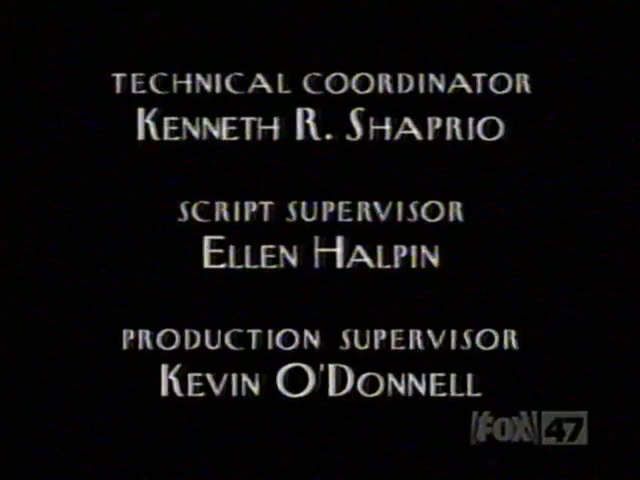 TECHNICAL COORDINATOR
KENNETH R. SHAPRIO
SCRIPT SUPERVISOR
ELLEN HALPIN
PRODUCTION SUPERVISOR
KEVIN O'DONNELL
FOX 47